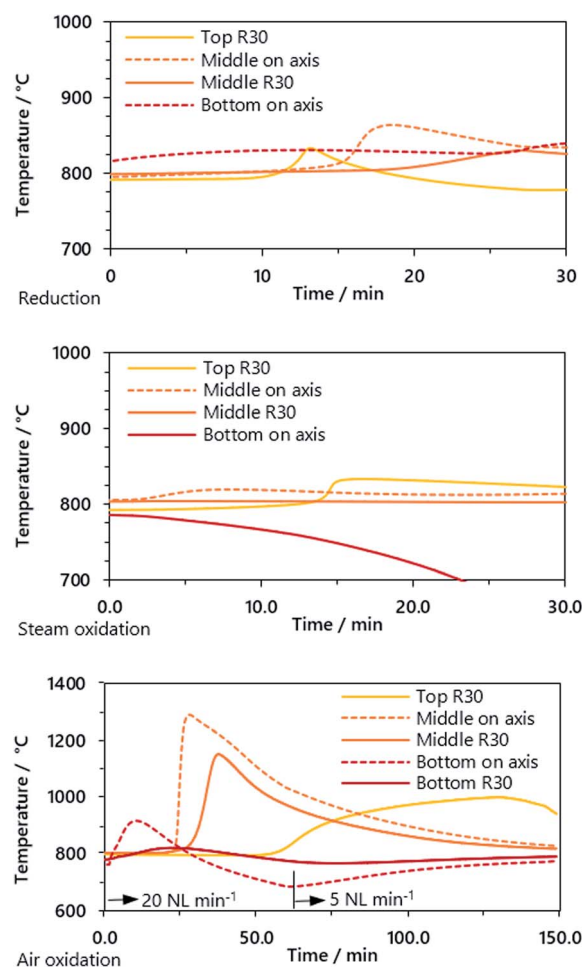 1000
900
800
700
Temperature / °C
Top R30
Middle on axis
Middle R30
Bottom on axis
0 10 20 30
Time / min
Reduction
1000
900
800
700
Temperature / °C
Top R30
Middle on axis
Middle R30
Bottom on axis
0.0 10.0 20.0 30.0
Time / min
Steam oxidation
1400
1200
1000
800
600
Temperature / °C
Top R30
Middle on axis
Middle R30
Bottom on axis
Bottom R30
20 NL min⁻¹ 5 NL min⁻¹
0.0 50.0 100.0 150
Time / min
Air oxidation